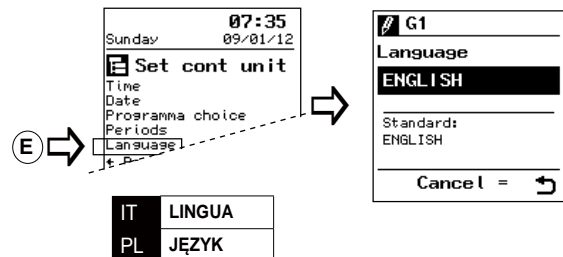 07:35
Sunday 09/01/12
Set cont unit
Time
Date
Programma choice
Periods
Language
E
G1
Language
ENGLISH
Standard:
ENGLISH
Cancel =
IT LINGUA
PL JĘZYK